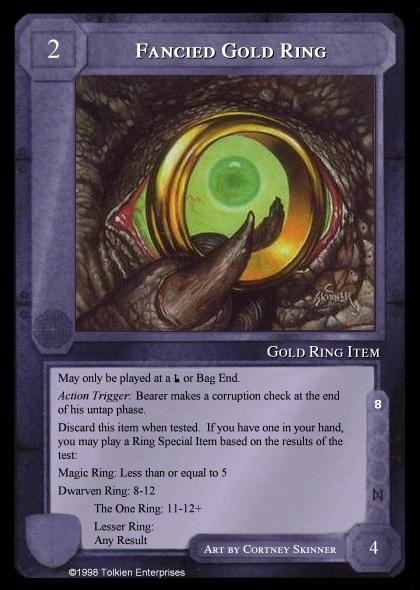 2
FANCIED GOLD RING
C
SKINNER
GOLD RING ITEM
May only be played at a or Bag End.
Action Trigger: Bearer makes a corruption check at the end
of his untap phase.
Discard this item when tested. If you have one in your hand,
you may play a Ring Special Item based on the results of the
test:
Magic Ring: Less than or equal to 5
Dwarven Ring: 8-12
The One Ring: 11-12+
Lesser Ring:
Any Result
8
ART BY CORTNEY SKINNER
4
©1998 Tolkien Enterprises